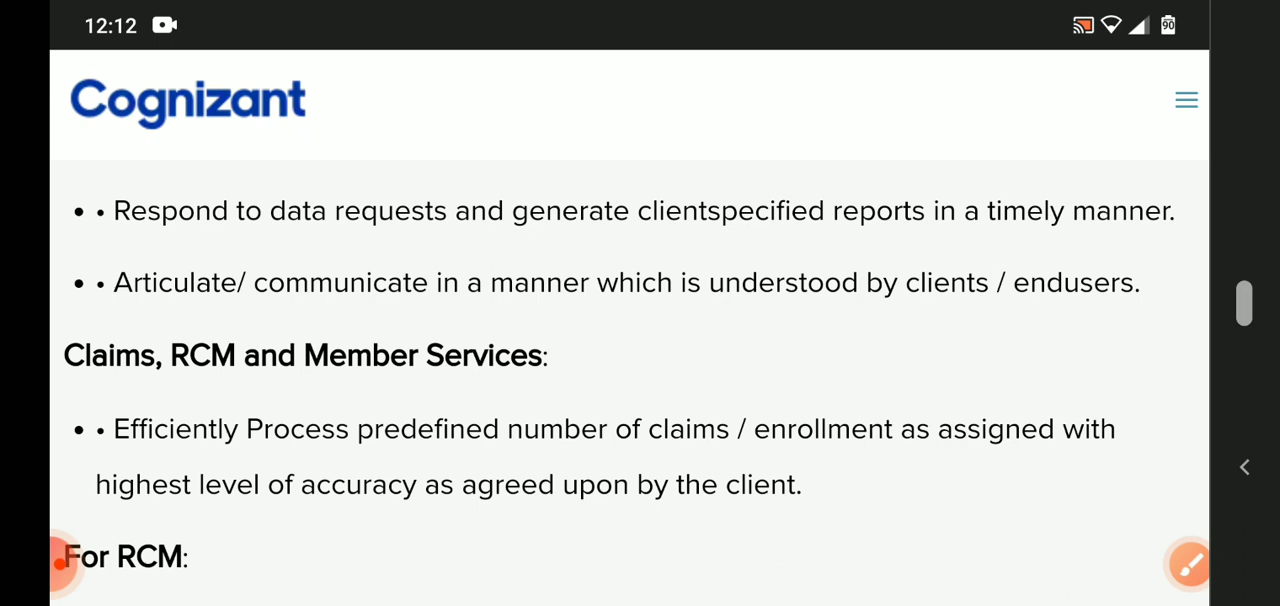 12:12
90
Cognizant
• • Respond to data requests and generate clientspecified reports in a timely manner.
• • Articulate/ communicate in a manner which is understood by clients / endusers.
Claims, RCM and Member Services:
• • Efficiently Process predefined number of claims / enrollment as assigned with
highest level of accuracy as agreed upon by the client.
For RCM: